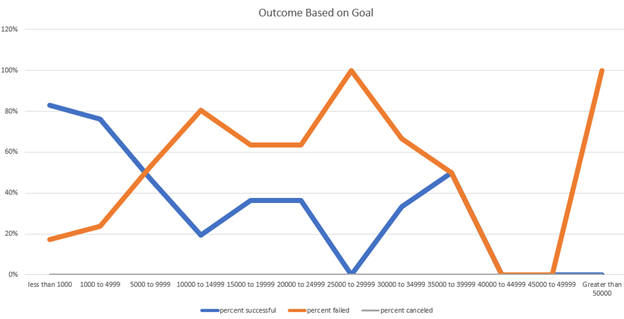 Outcome Based on Goal
120%
100%
80%
60%
40%
20%
0%
less than 1000 1000 to 4999 5000 to 9999 10000 to 14999 15000 to 19999 20000 to 24999 25000 to 29999 30000 to 34999 35000 to 39999 40000 to 44999 45000 to 49999 Greater than
50000
percent successful percent failed percent canceled